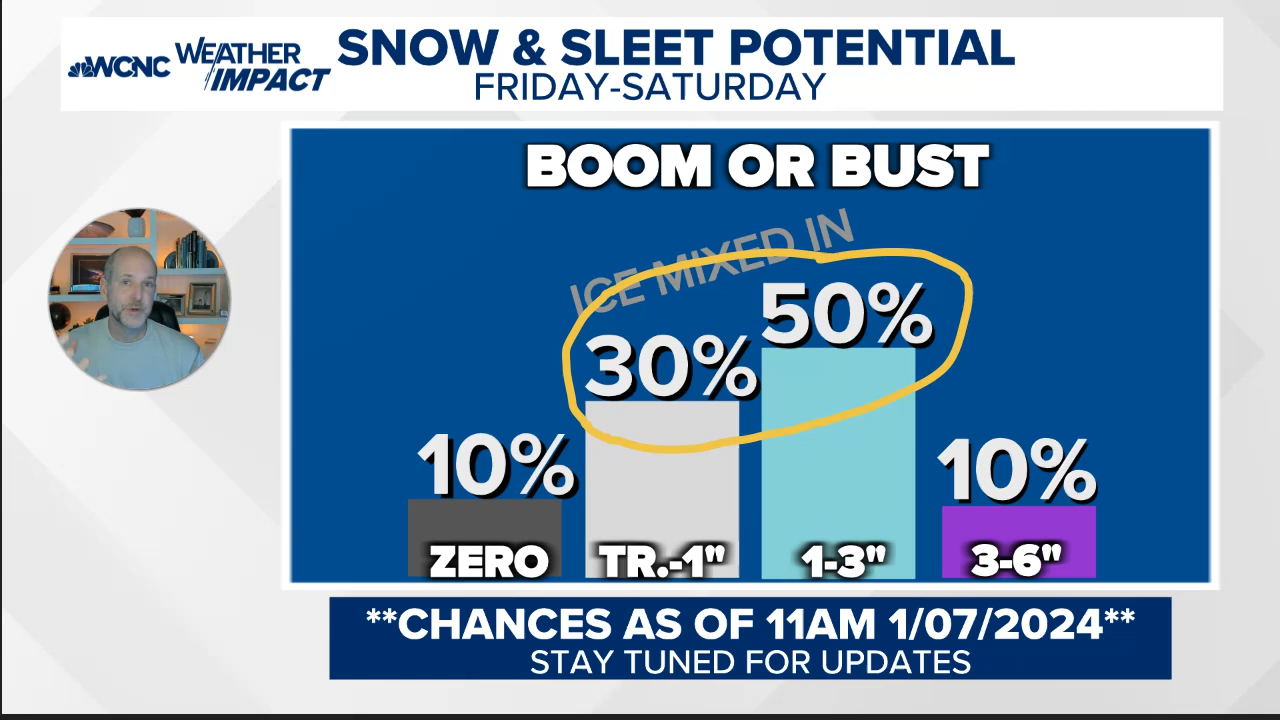 WCNC WEATHER IMPACT
SNOW & SLEET POTENTIAL
FRIDAY-SATURDAY
BOOM OR BUST
ICE MIXED IN
10%
30%
50%
10%
ZERO
TR.-1"
1-3"
3-6"
**CHANCES AS OF 11AM 1/07/2024**
STAY TUNED FOR UPDATES